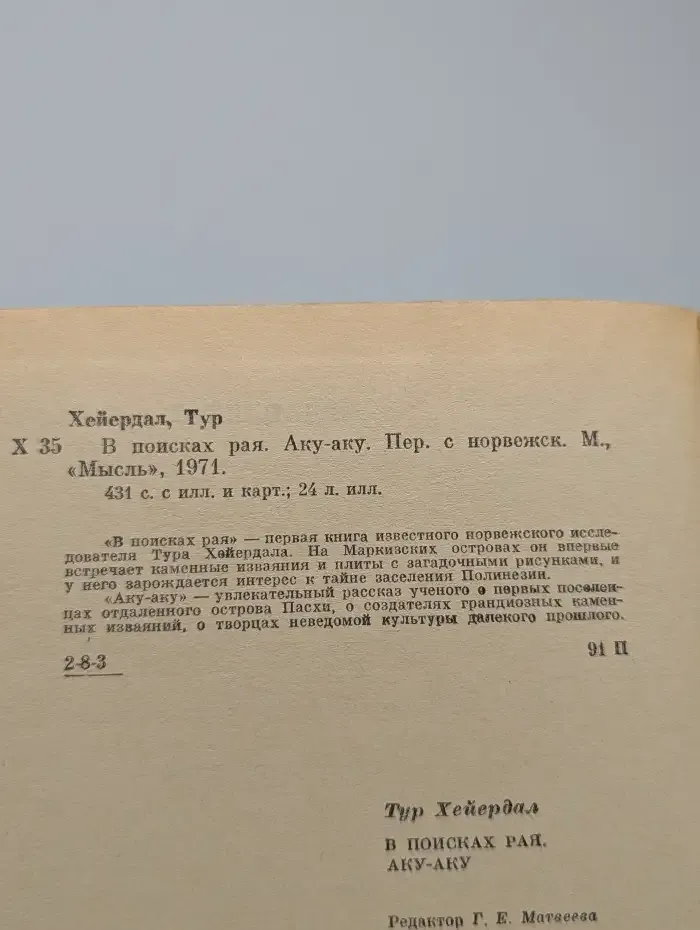 Хейердал, Тур
Х 35 В поисках рая. Аку-аку. Пер. с норвежск. М.,
«Мысль», 1971.
431 с. с илл. и карт.; 24 л. илл.
«В поисках рая» — первая книга известного норвежского иссле-
дователя Тура Хейердала. На Маркизских островах он впервые
встречает каменные изваяния и плиты с загадочными рисунками, и
у него зарождается интерес к тайне заселения Полинезии.
«Аку-аку» — увлекательный рассказ ученого о первых поселен-
цах отдаленного острова Пасхи, о создателях грандиозных камен-
ных изваяний, о творцах неведомой культуры далекого прошлого.
2-8-3 91 П
Тур Хейердал
В ПОИСКАХ РАЯ.
АКУ-АКУ
Редактор Г. Е. Матвеева